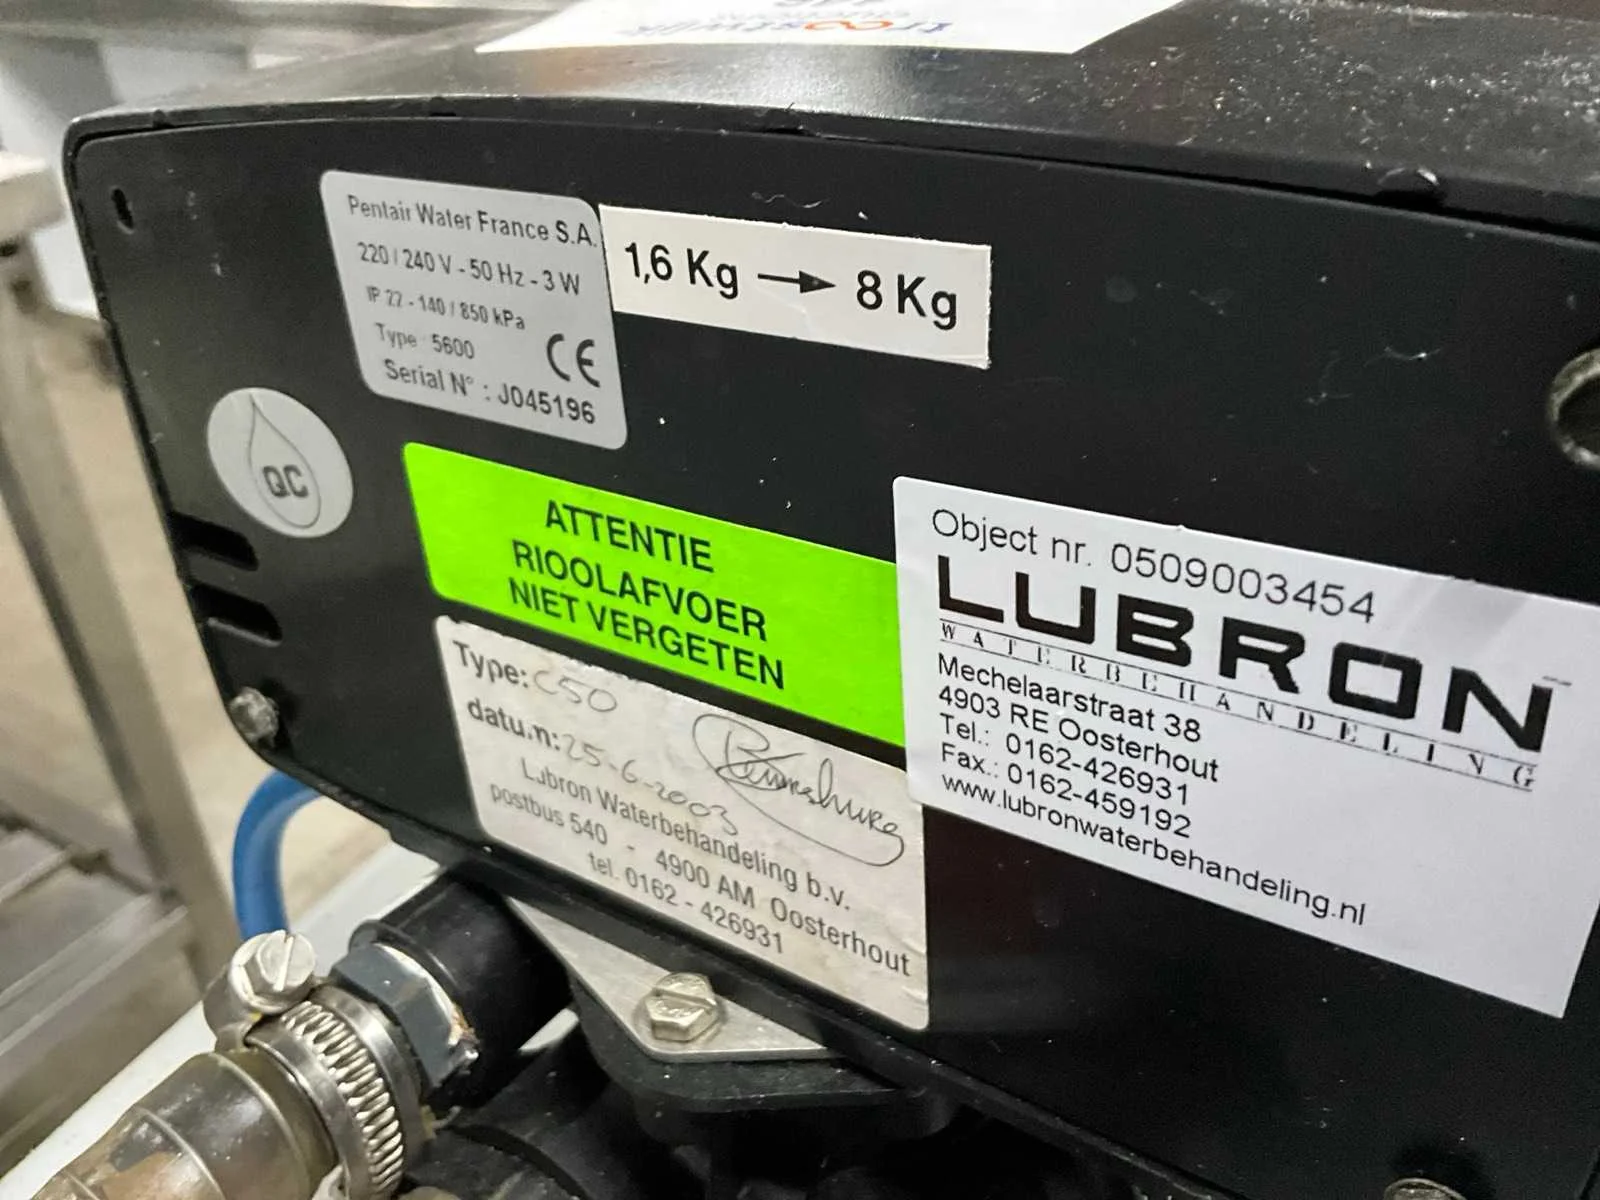 Pentair Water France S.A.
220 / 240 V - 50 Hz - 3 W
IP 22 - 140 / 850 kPa
Type 5600
CE
Serial N° : J045196
1,6 Kg → 8 Kg
QC
ATTENTIE
RIOOLAFVOER
NIET VERGETEN
Type: C50
datum: 25-6-2003
Lubron Waterbehandeling b.v.
postbus 540 - 4900 AM Oosterhout
tel. 0162 - 426931
Object nr. 0509003454
LUBRON
WATERBEHANDELING
Mechelaarstraat 38
4903 RE Oosterhout
Tel.: 0162-426931
Fax.: 0162-459192
www.lubronwaterbehandeling.nl